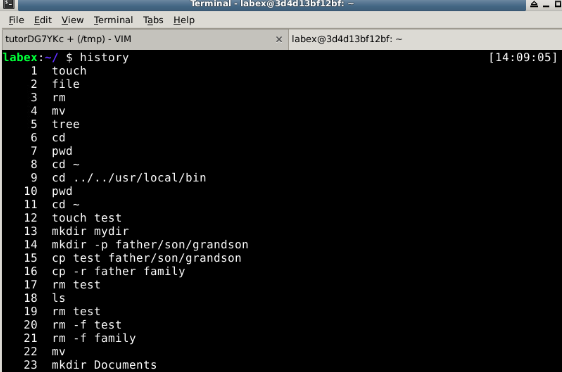 Terminal - labex@3d4d13bf12bf: ~
File Edit View Terminal Tabs Help
tutorDG7YKc + (/tmp) - VIM × labex@3d4d13bf12bf: ~
labex:~/ $ history [14:09:05]
1 touch
2 file
3 rm
4 mv
5 tree
6 cd
7 pwd
8 cd ~
9 cd ../../usr/local/bin
10 pwd
11 cd ~
12 touch test
13 mkdir mydir
14 mkdir -p father/son/grandson
15 cp test father/son/grandson
16 cp -r father family
17 rm test
18 ls
19 rm test
20 rm -f test
21 rm -f family
22 mv
23 mkdir Documents